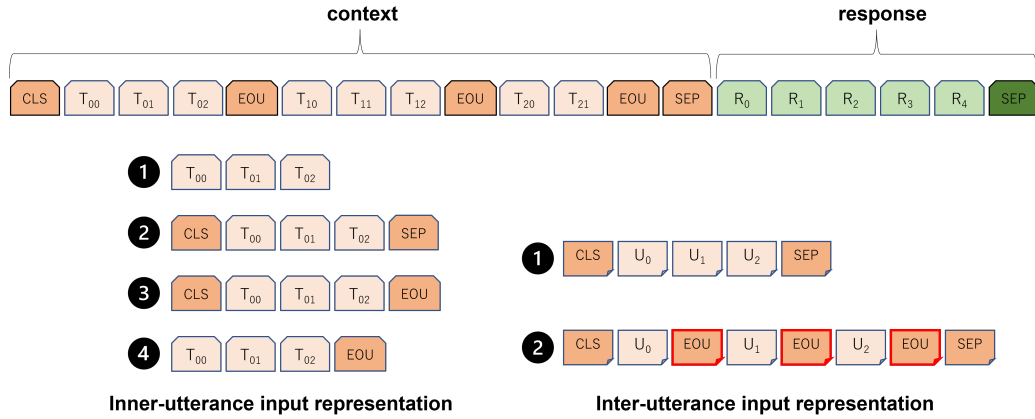 context response
CLS T00 T01 T02 EOU T10 T11 T12 EOU T20 T21 EOU SEP R0 R1 R2 R3 R4 SEP
1 T00 T01 T02
2 CLS T00 T01 T02 SEP
3 CLS T00 T01 T02 EOU
4 T00 T01 T02 EOU
Inner-utterance input representation
1 CLS U0 U1 U2 SEP
2 CLS U0 EOU U1 EOU U2 EOU SEP
Inter-utterance input representation